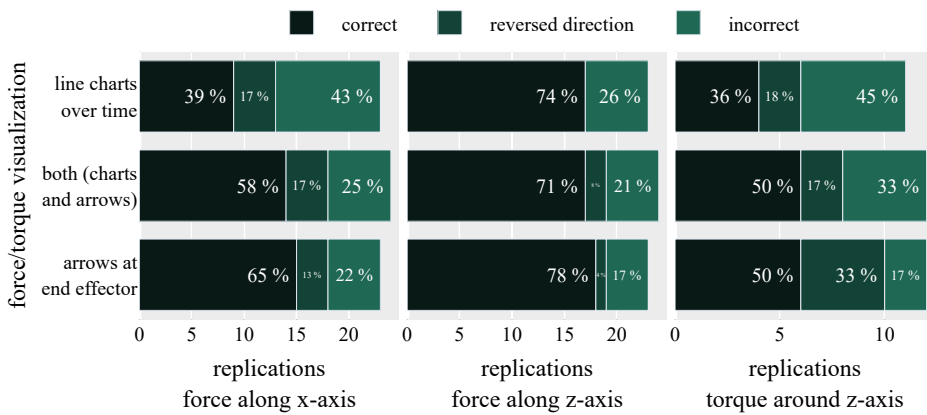 correct
reversed direction
incorrect
force/torque visualization
line charts
over time
39 %
17 %
43 %
74 %
26 %
36 %
18 %
45 %
both (charts
and arrows)
58 %
17 %
25 %
71 %
8 %
21 %
50 %
17 %
33 %
arrows at
end effector
65 %
13 %
22 %
78 %
4 %
17 %
50 %
33 %
17 %
0 5 10 15 20
0 5 10 15 20
0 5 10
replications
force along x-axis
replications
force along z-axis
replications
torque around z-axis